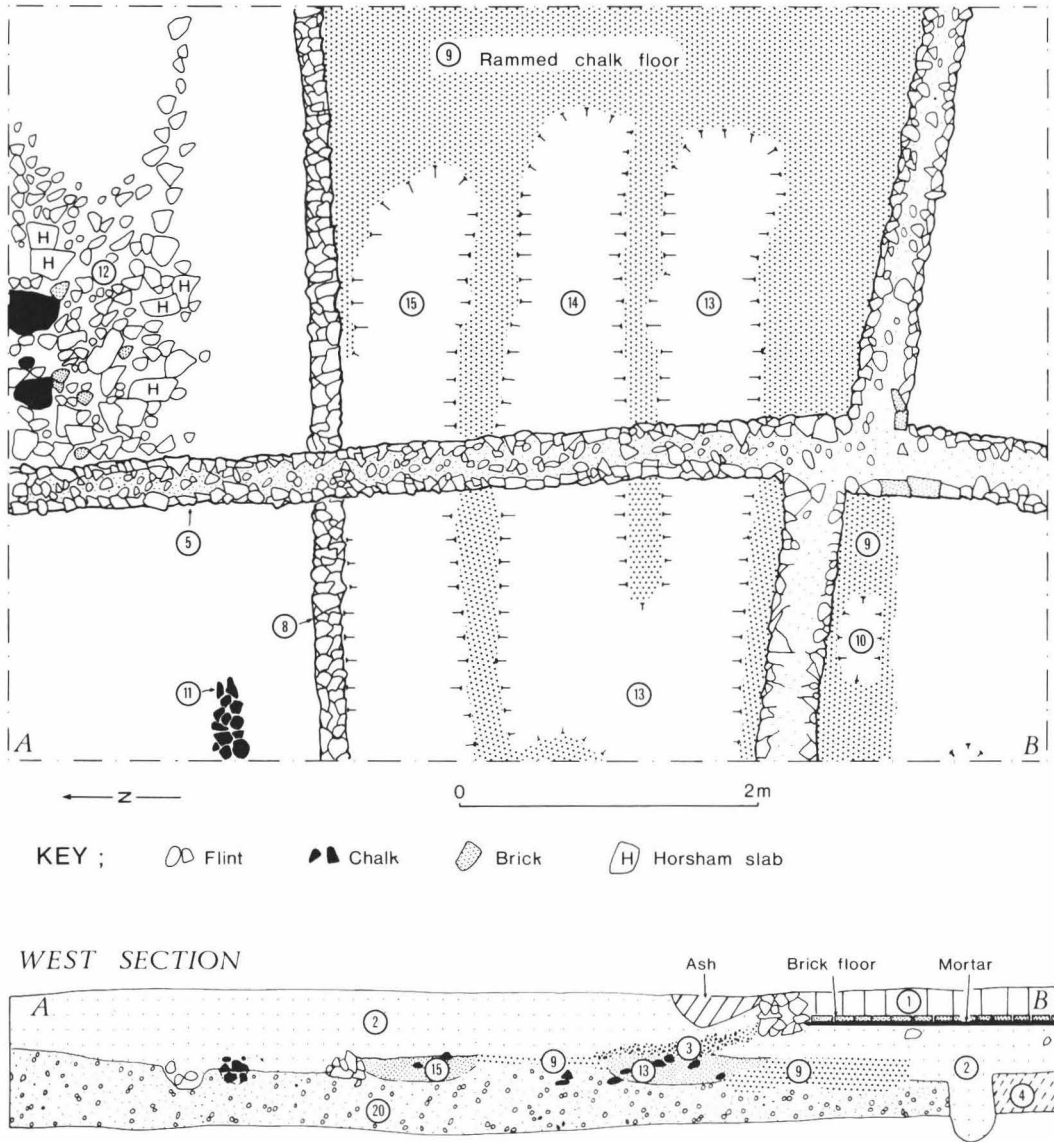 9 Rammed chalk floor
H
H
12
H
H
H
15
14
13
5
9
8
10
11
13
A
B
N
0
2m
KEY ;
Flint
Chalk
Brick
H Horsham slab
WEST SECTION
Ash
Brick floor
Mortar
A
1
B
2
3
15
9
13
9
2
20
4